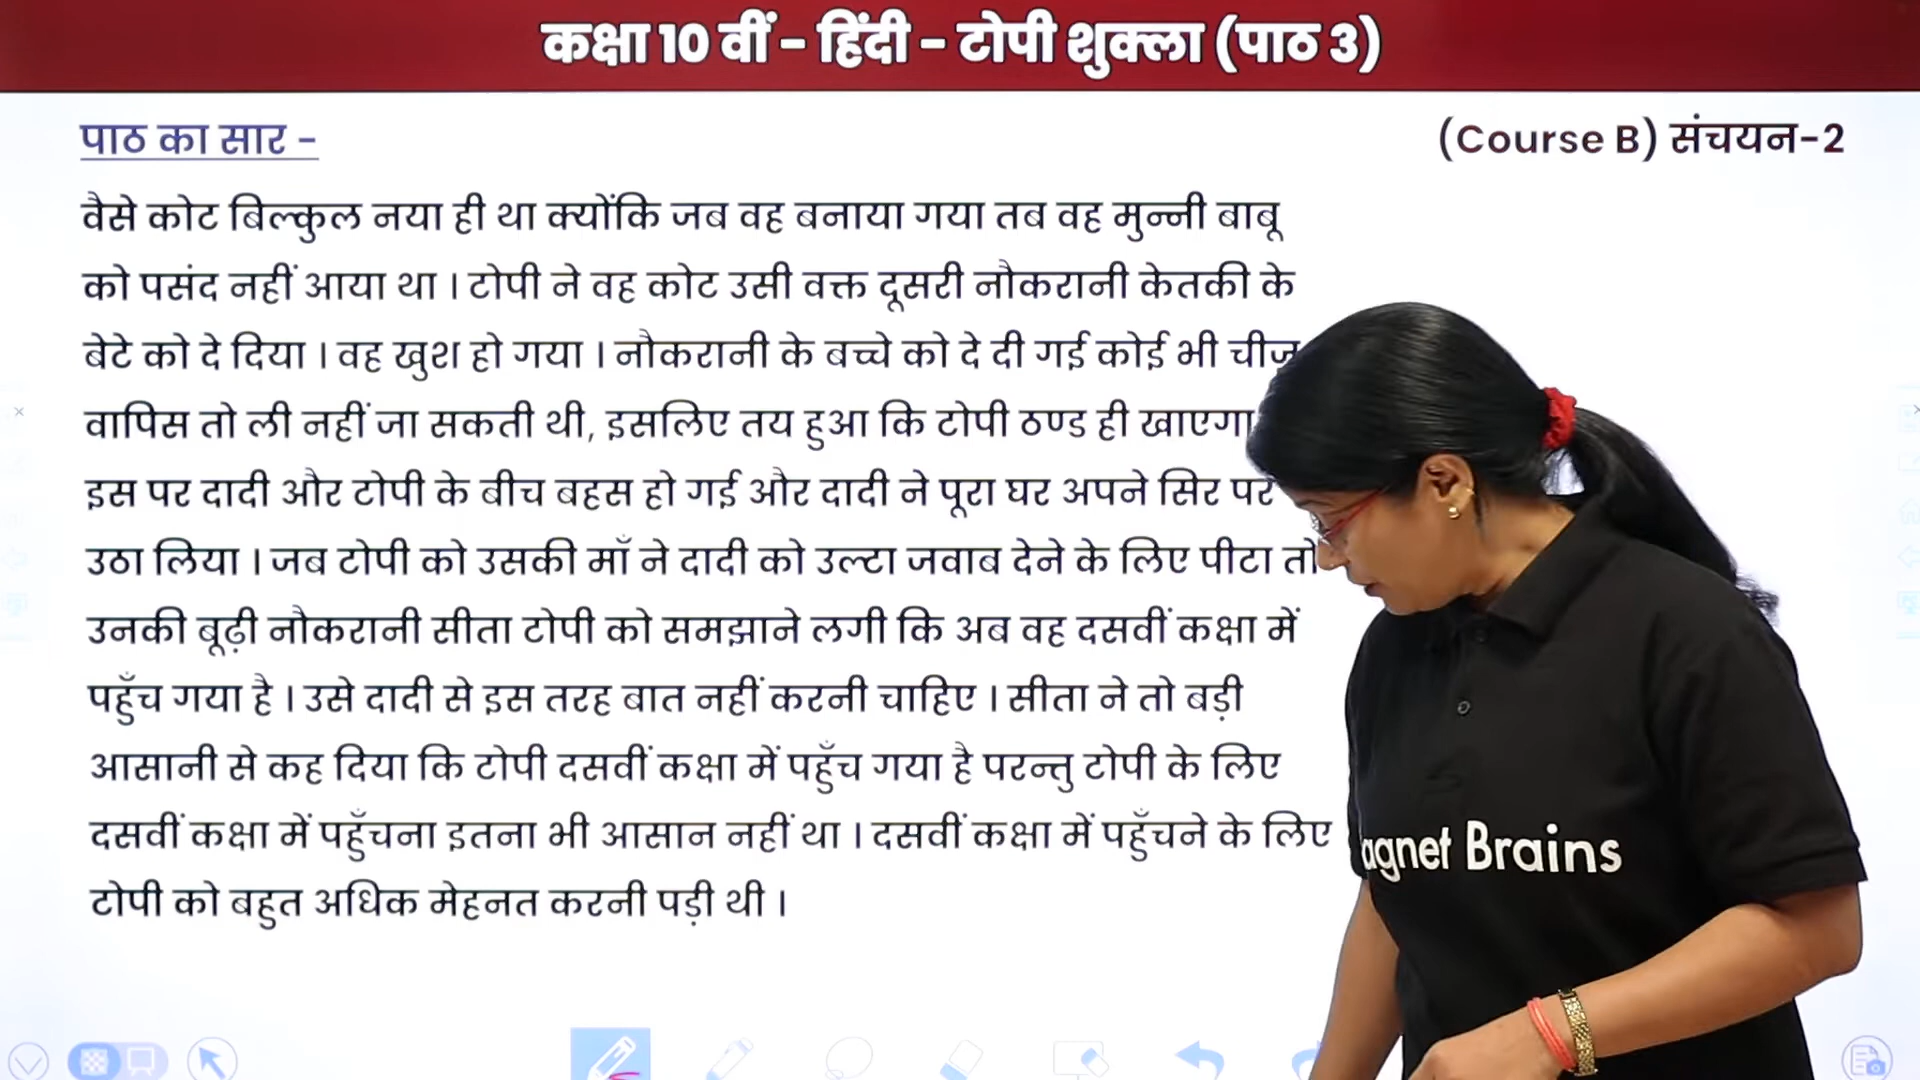 कक्षा 10 वीं - हिंदी - टोपी शुक्ला (पाठ 3)
पाठ का सार -
(Course B) संचयन-2
वैसे कोट बिल्कुल नया ही था क्योंकि जब वह बनाया गया तब वह मुन्नी बाबू
को पसंद नहीं आया था । टोपी ने वह कोट उसी वक्त दूसरी नौकरानी केतकी के
बेटे को दे दिया । वह खुश हो गया । नौकरानी के बच्चे को दे दी गई कोई भी चीज़
वापिस तो ली नहीं जा सकती थी, इसलिए तय हुआ कि टोपी ठण्ड ही खाएगा
इस पर दादी और टोपी के बीच बहस हो गई और दादी ने पूरा घर अपने सिर पर
उठा लिया । जब टोपी को उसकी माँ ने दादी को उल्टा जवाब देने के लिए पीटा तो
उनकी बूढ़ी नौकरानी सीता टोपी को समझाने लगी कि अब वह दसवीं कक्षा में
पहुँच गया है । उसे दादी से इस तरह बात नहीं करनी चाहिए । सीता ने तो बड़ी
आसानी से कह दिया कि टोपी दसवीं कक्षा में पहुँच गया है परन्तु टोपी के लिए
दसवीं कक्षा में पहुँचना इतना भी आसान नहीं था । दसवीं कक्षा में पहुँचने के लिए
टोपी को बहुत अधिक मेहनत करनी पड़ी थी ।
agnet Brains